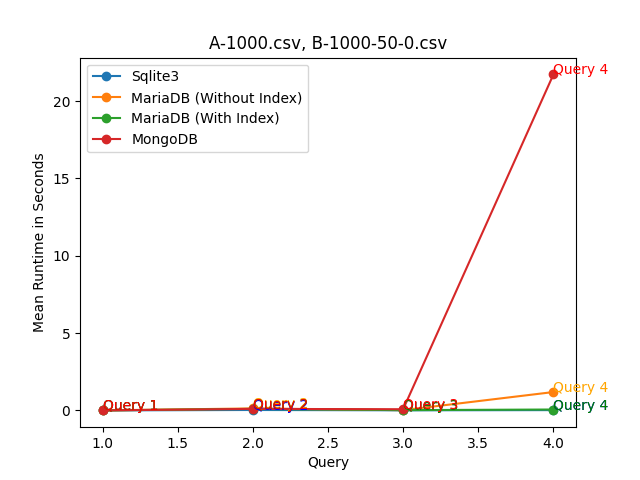 A-1000.csv, B-1000-50-0.csv
Sqlite3
MariaDB (Without Index)
MariaDB (With Index)
MongoDB
Mean Runtime in Seconds
20
15
10
5
0
Query 4
Query 4
Query 1
Query 2
Query 3
Query 4
1.0
1.5
2.0
2.5
3.0
3.5
4.0
Query